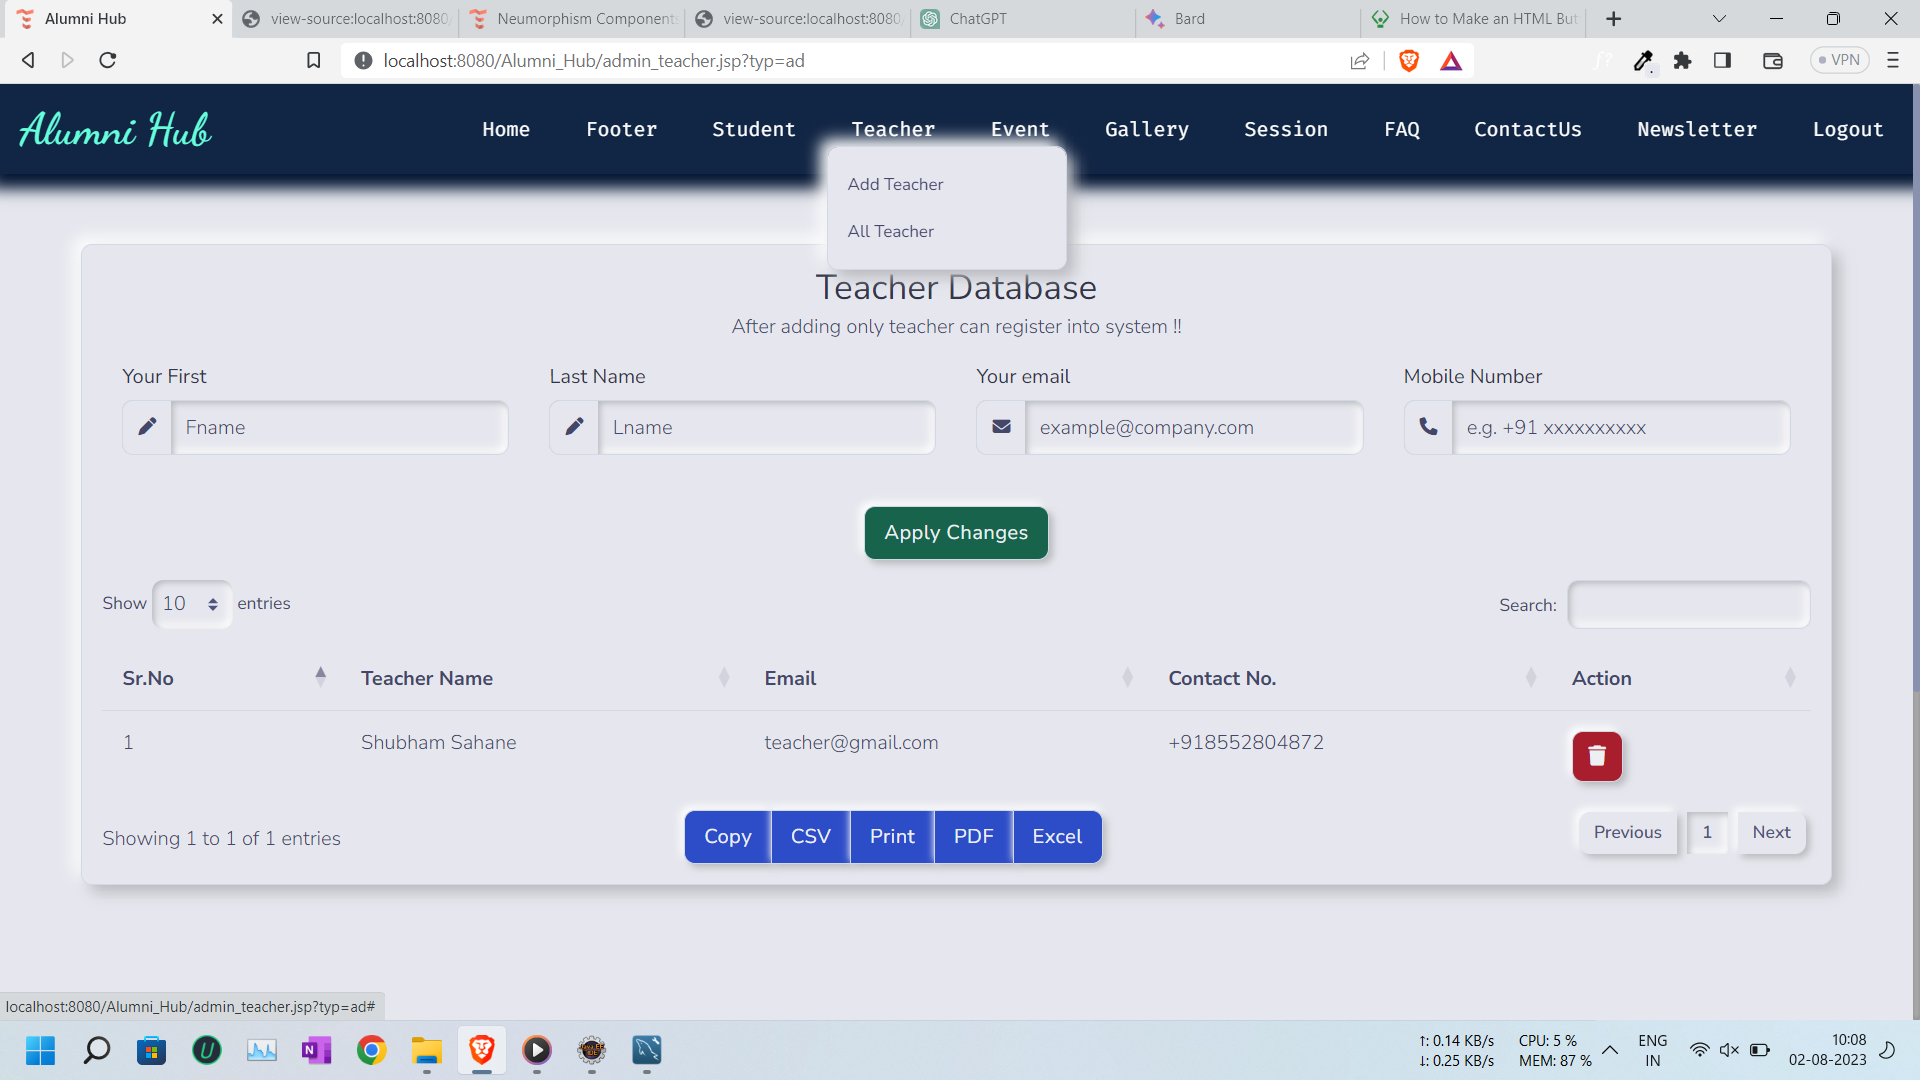 Alumni Hub
view-source:localhost:8080/
Neumorphism Component
view-source:localhost:8080/
ChatGPT
Bard
How to Make an HTML But
localhost:8080/Alumni_Hub/admin_teacher.jsp?typ=ad
VPN
Alumni Hub
Home Footer Student Teacher Event Gallery Session FAQ ContactUs Newsletter Logout
Add Teacher
All Teacher
Teacher Database
After adding only teacher can register into system !!
Your First Last Name Your email Mobile Number
Fname Lname example@company.com e.g. +91 xxxxxxxxxx
Apply Changes
Show 10 entries Search:
Sr.No Teacher Name Email Contact No. Action
1 Shubham Sahane teacher@gmail.com +918552804872
Showing 1 to 1 of 1 entries Copy CSV Print PDF Excel Previous 1 Next
localhost:8080/Alumni_Hub/admin_teacher.jsp?typ=ad#
↑: 0.14 KB/s CPU: 5 % ENG 10:08
↓: 0.25 KB/s MEM: 87 % IN 02-08-2023